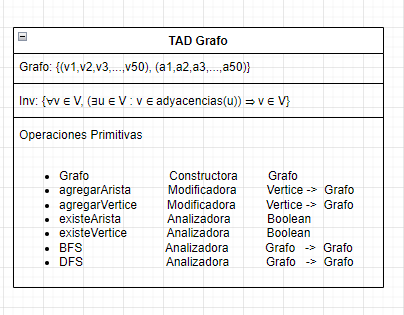 TAD Grafo
Grafo: {(v1,v2,v3,...,v50), (a1,a2,a3,...,a50)}
Inv: {∀v ∈ V, (∃u ∈ V : v ∈ adyacencias(u)) ⇒ v ∈ V}
Operaciones Primitivas
• Grafo Constructora Grafo
• agregarArista Modificadora Vertice -> Grafo
• agregarVertice Modificadora Vertice -> Grafo
• existeArista Analizadora Boolean
• existeVertice Analizadora Boolean
• BFS Analizadora Grafo -> Grafo
• DFS Analizadora Grafo -> Grafo